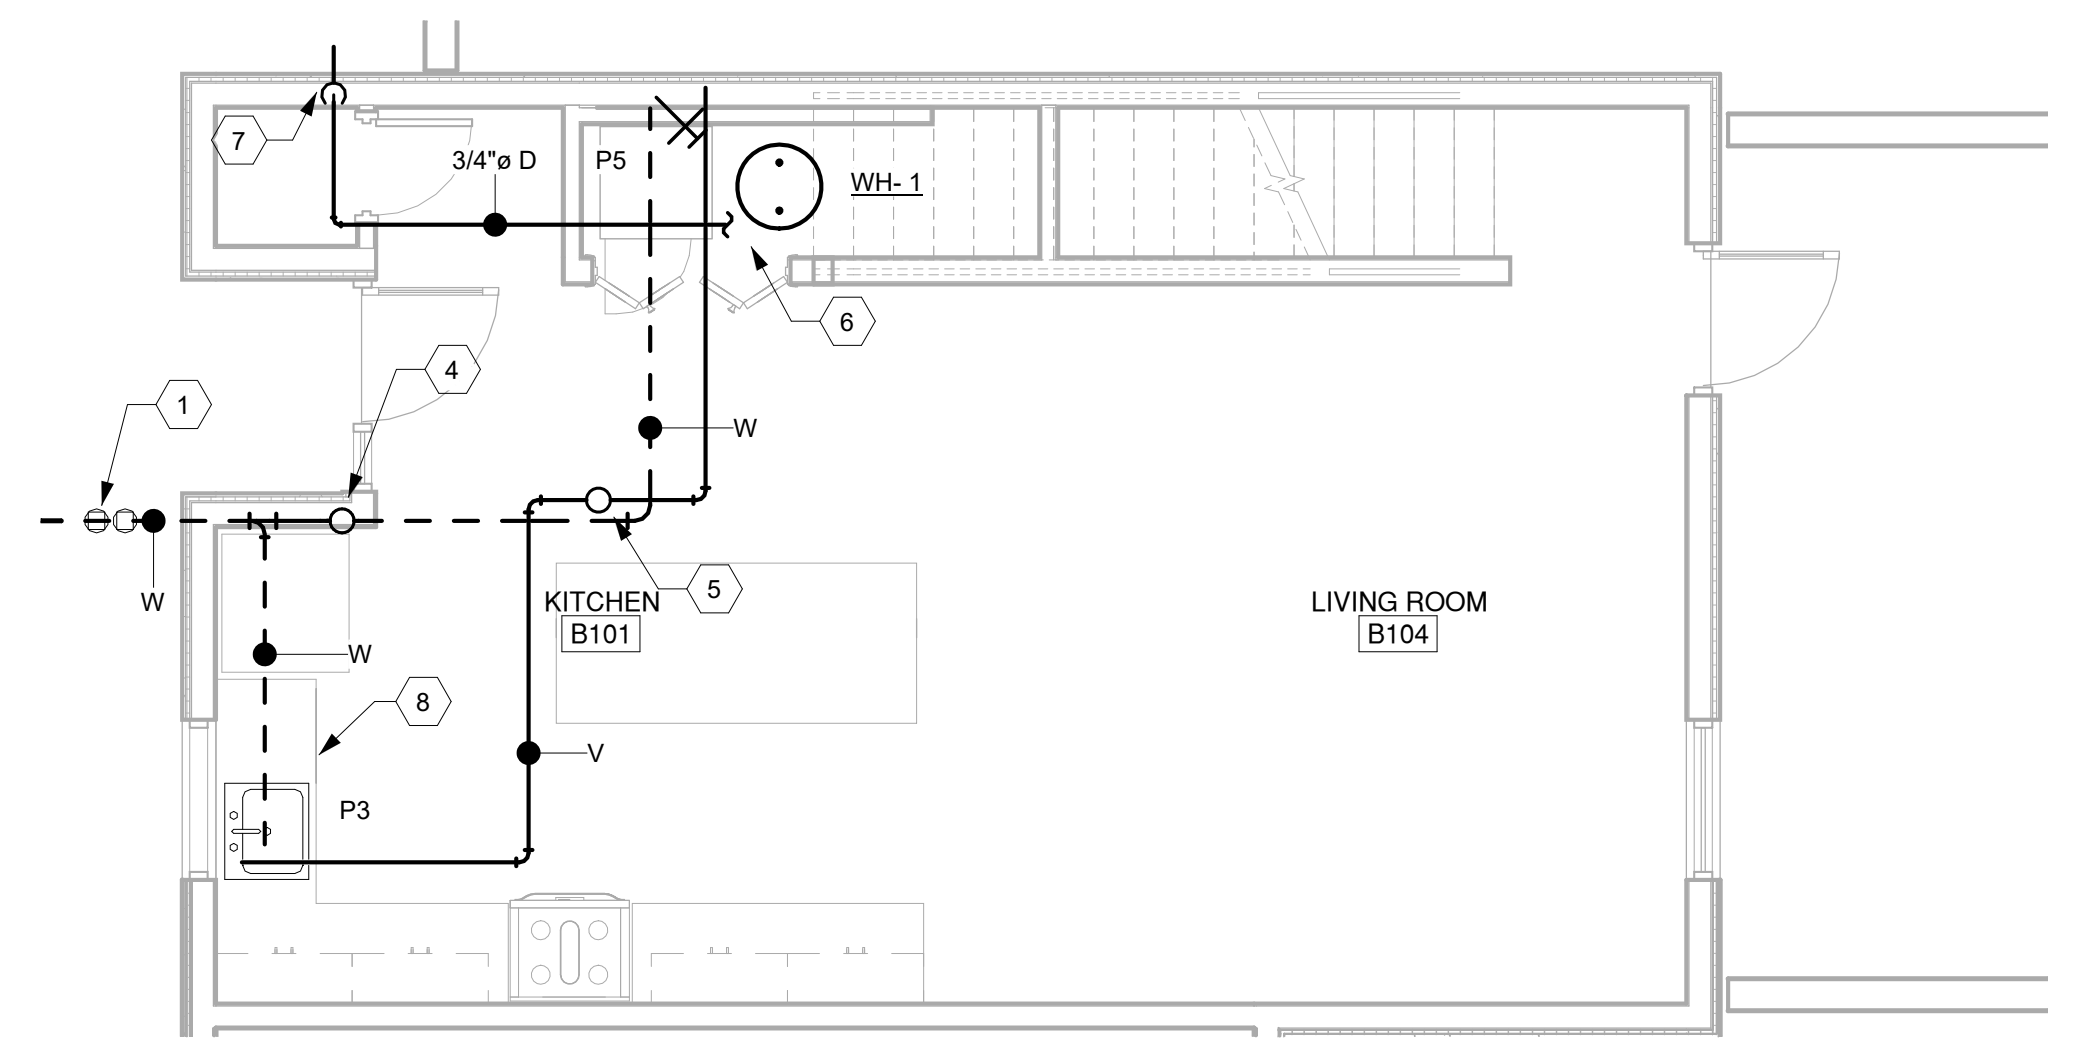 7
3/4"ø D
P5
WH- 1
6
4
1
W
5
KITCHEN
B101
LIVING ROOM
B104
W
W
8
V
P3